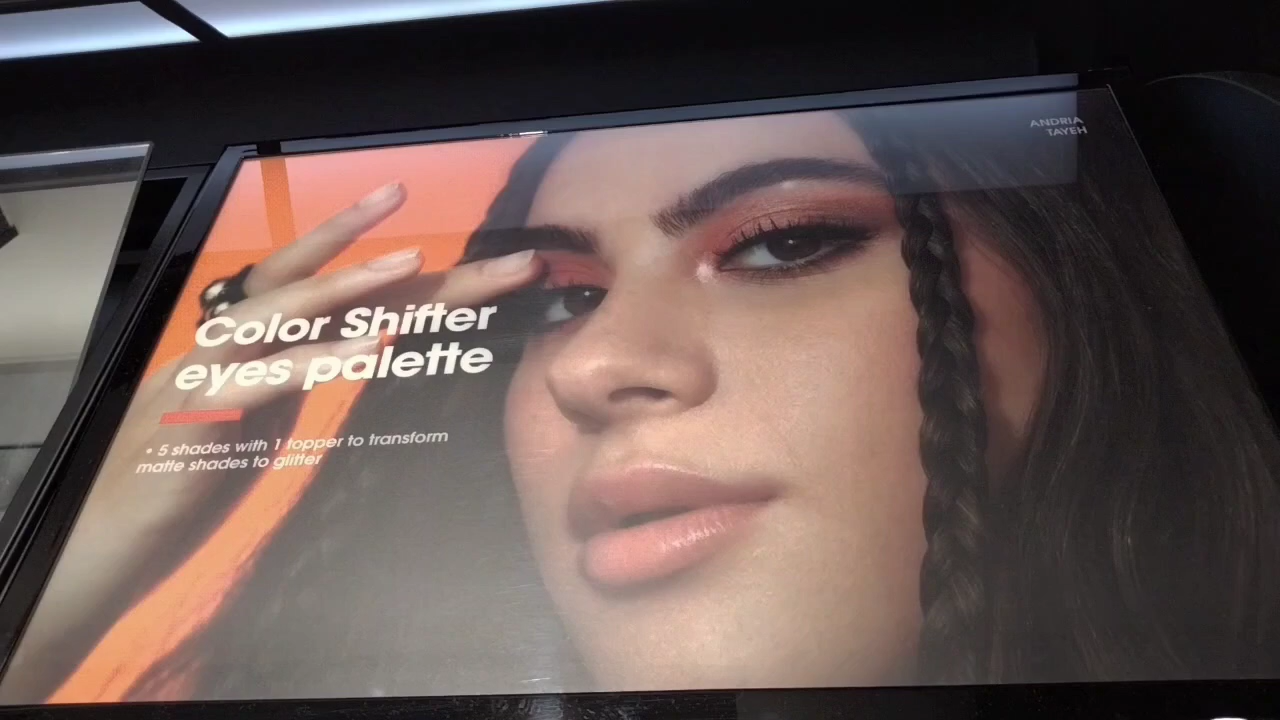 ANDRIA
TAYEH
Color Shifter
eyes palette
• 5 shades with 1 topper to transform
matte shades to glitter